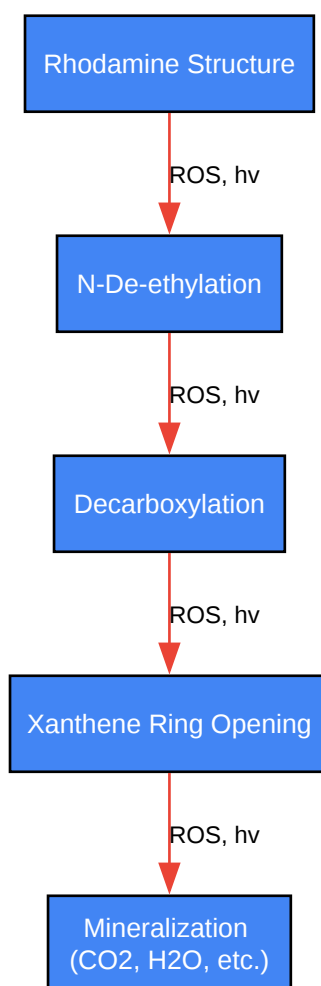 Rhodamine Structure
ROS, hv
N-De-ethylation
ROS, hv
Decarboxylation
ROS, hv
Xanthene Ring Opening
ROS, hv
Mineralization
(CO2, H2O, etc.)